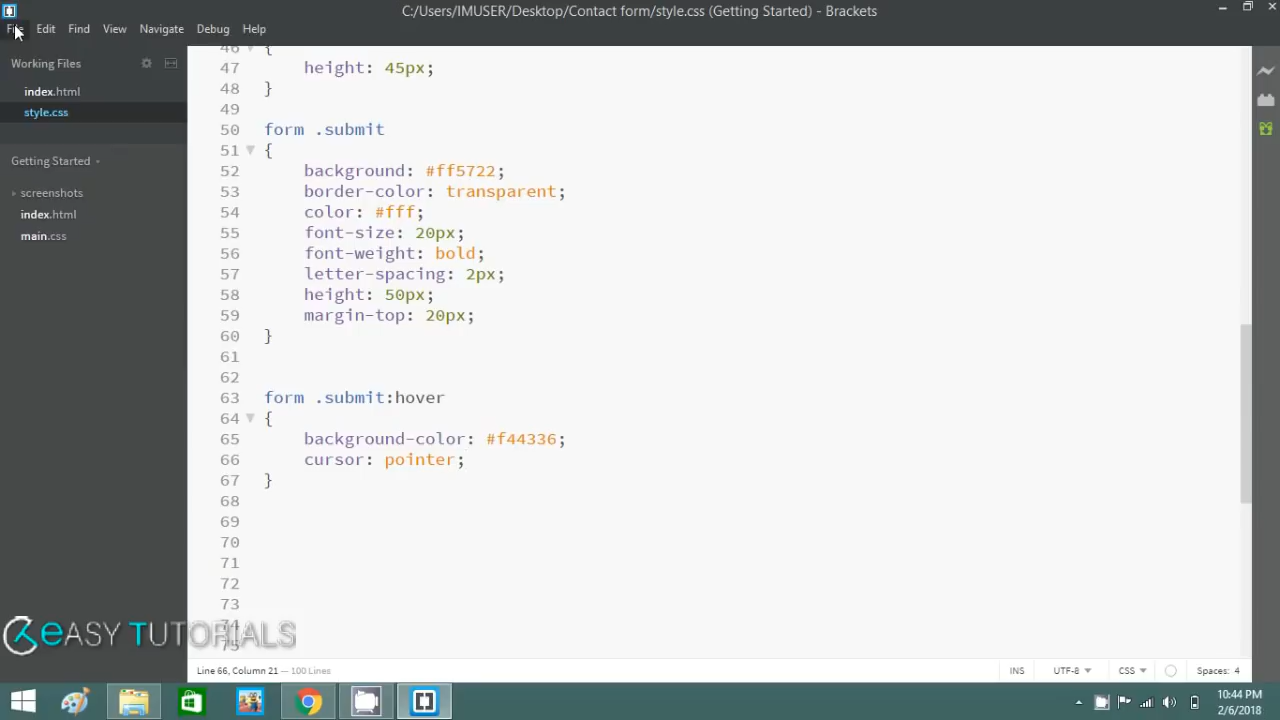 C:/Users/IMUSER/Desktop/Contact form/style.css (Getting Started) - Brackets
File Edit Find View Navigate Debug Help
Working Files
index.html
style.css
Getting Started
screenshots
index.html
main.css
46 {
47 height: 45px;
48 }
49
50 form .submit
51 {
52 background: #ff5722;
53 border-color: transparent;
54 color: #fff;
55 font-size: 20px;
56 font-weight: bold;
57 letter-spacing: 2px;
58 height: 50px;
59 margin-top: 20px;
60 }
61
62
63 form .submit:hover
64 {
65 background-color: #f44336;
66 cursor: pointer;
67 }
68
69
70
71
72
73
74
75
eASY TUTORIALS
Line 66, Column 21 — 100 Lines
INS UTF-8 CSS Spaces: 4
10:44 PM
2/6/2018